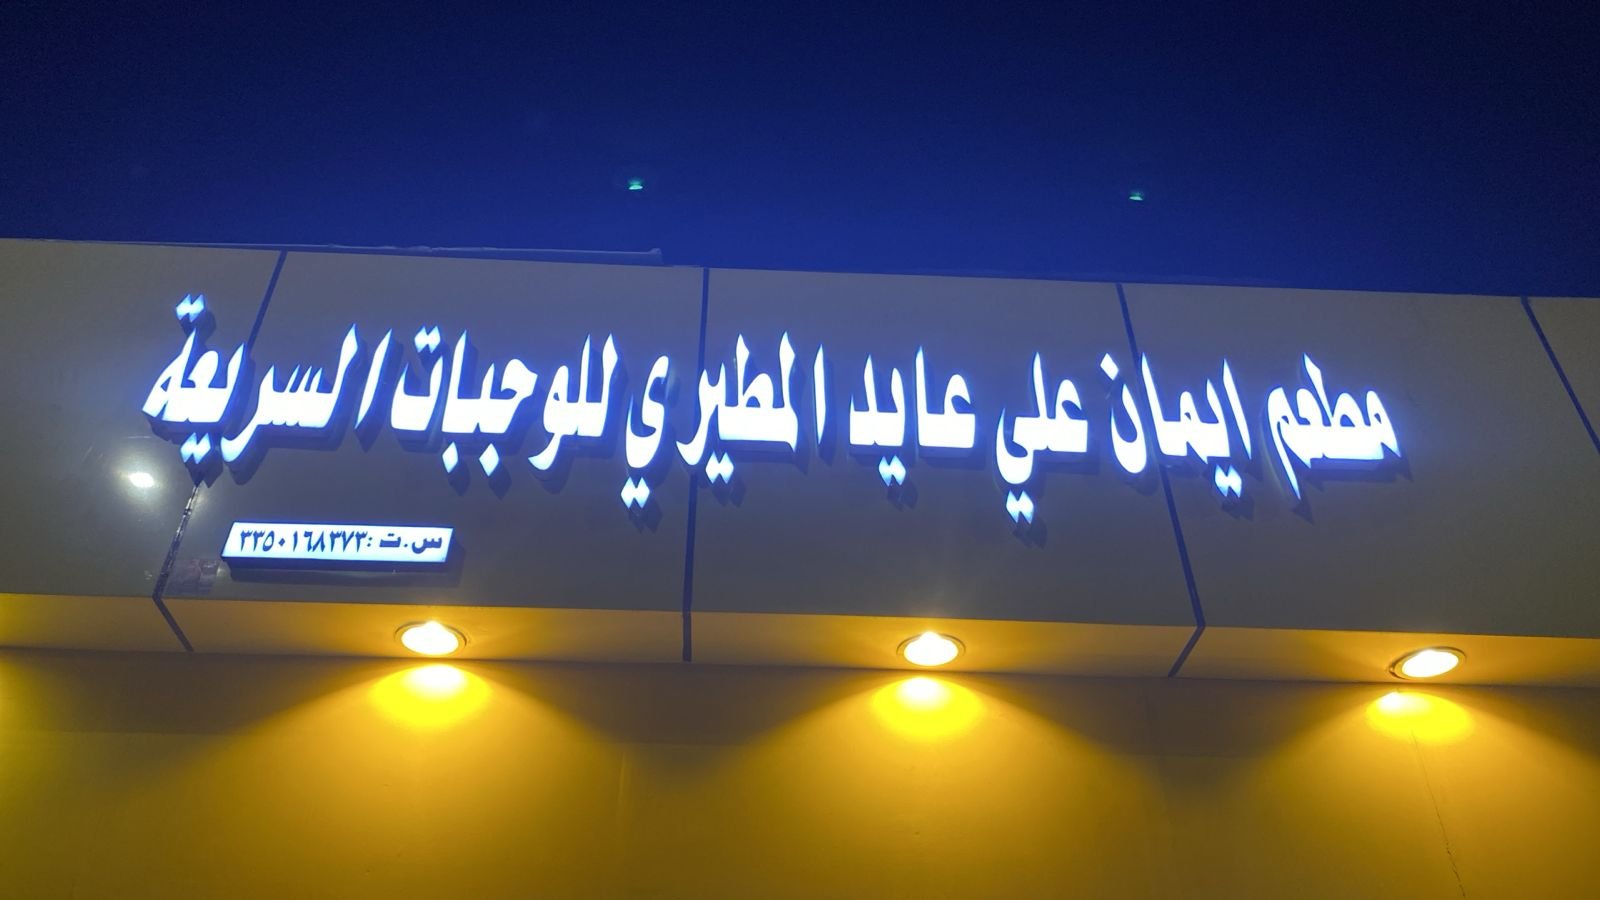 مطعم ايمان علي عايد المطيري للوجبات السريعة
س.ت :٣٣٥٠١٦٨٣٧٣